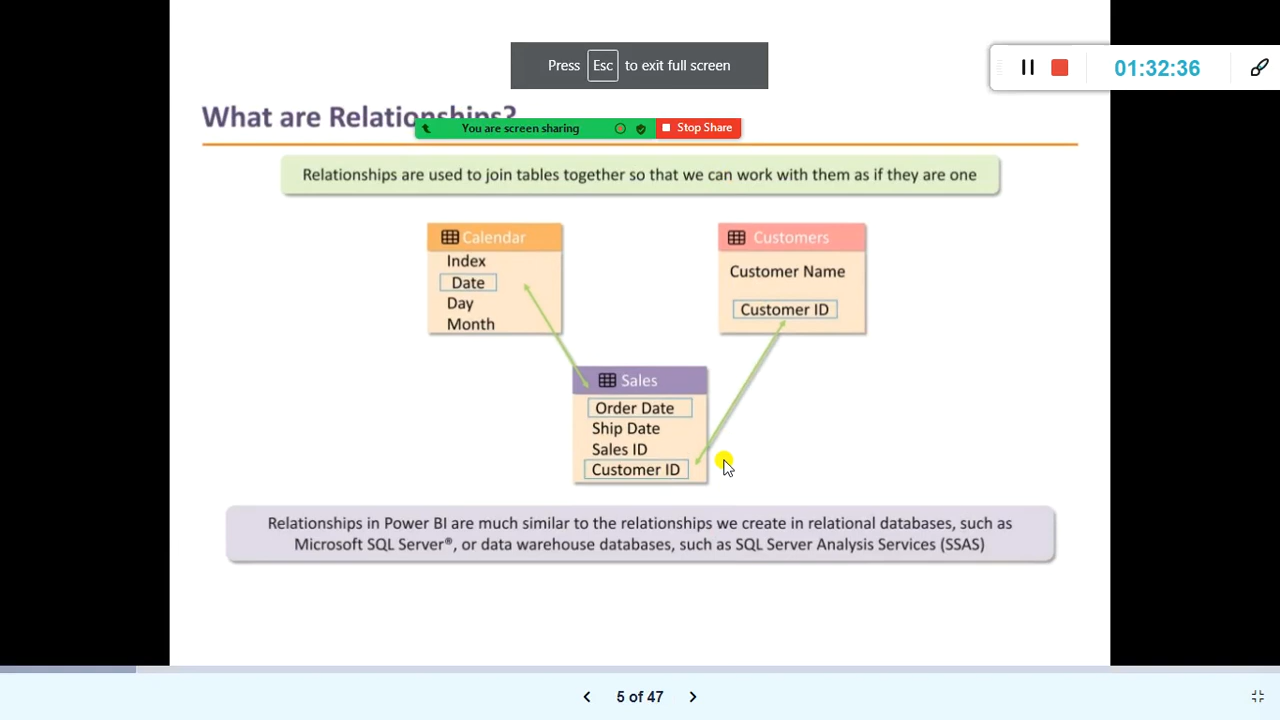 Press Esc to exit full screen
01:32:36
What are Relationships?
You are screen sharing
Stop Share
Relationships are used to join tables together so that we can work with them as if they are one
Calendar
Index
Date
Day
Month
Customers
Customer Name
Customer ID
Sales
Order Date
Ship Date
Sales ID
Customer ID
Relationships in Power BI are much similar to the relationships we create in relational databases, such as
Microsoft SQL Server®, or data warehouse databases, such as SQL Server Analysis Services (SSAS)
5 of 47